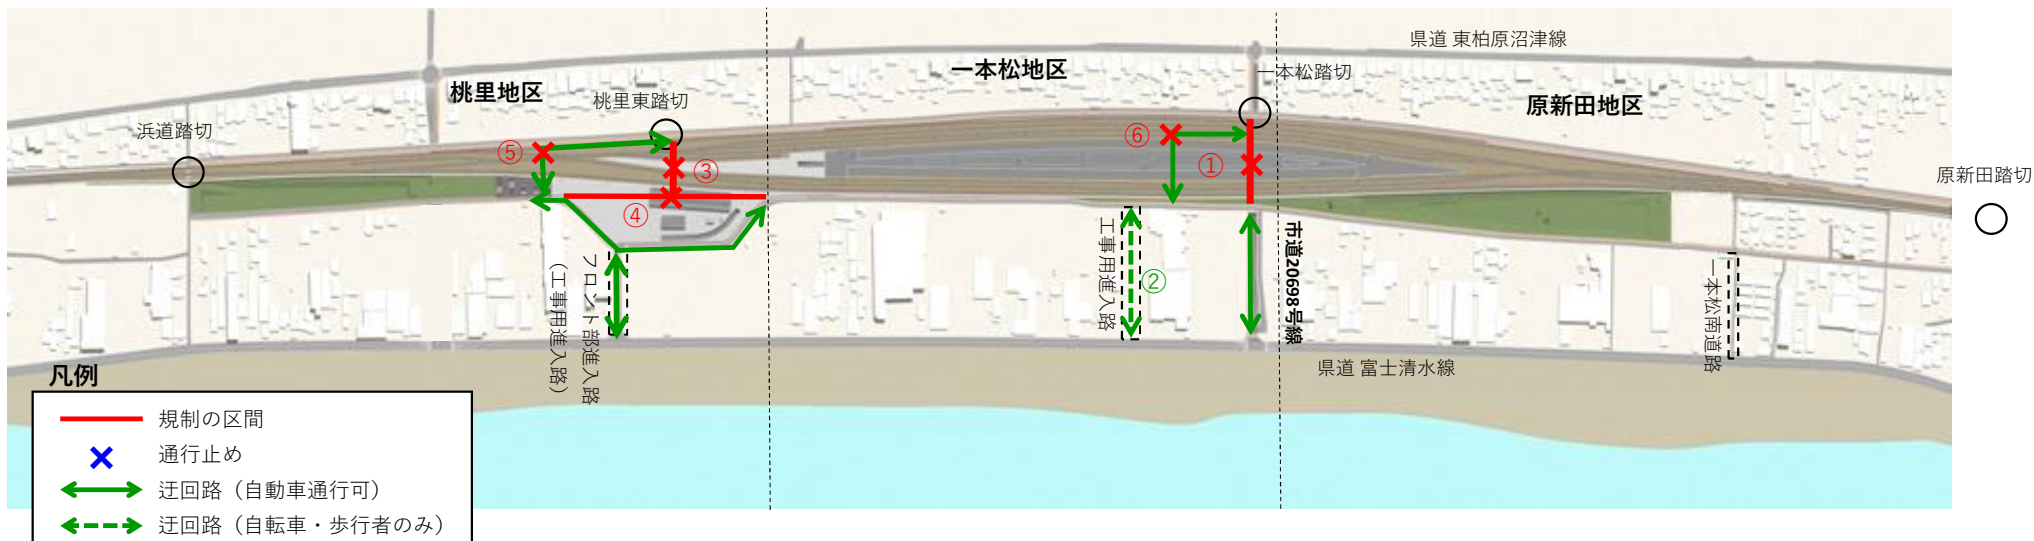 県道 東柏原沼津線
一本松地区
一本松踏切
桃里地区
桃里東踏切
原新田地区
浜道踏切
⑤
③
④
⑥
①
原新田踏切
フロント部進入路
（工事用進入路）
工事用進入路
②
市道20698号線
一本松南道路
県道 富士清水線
凡例
規制の区間
通行止め
迂回路（自動車通行可）
迂回路（自転車・歩行者のみ）